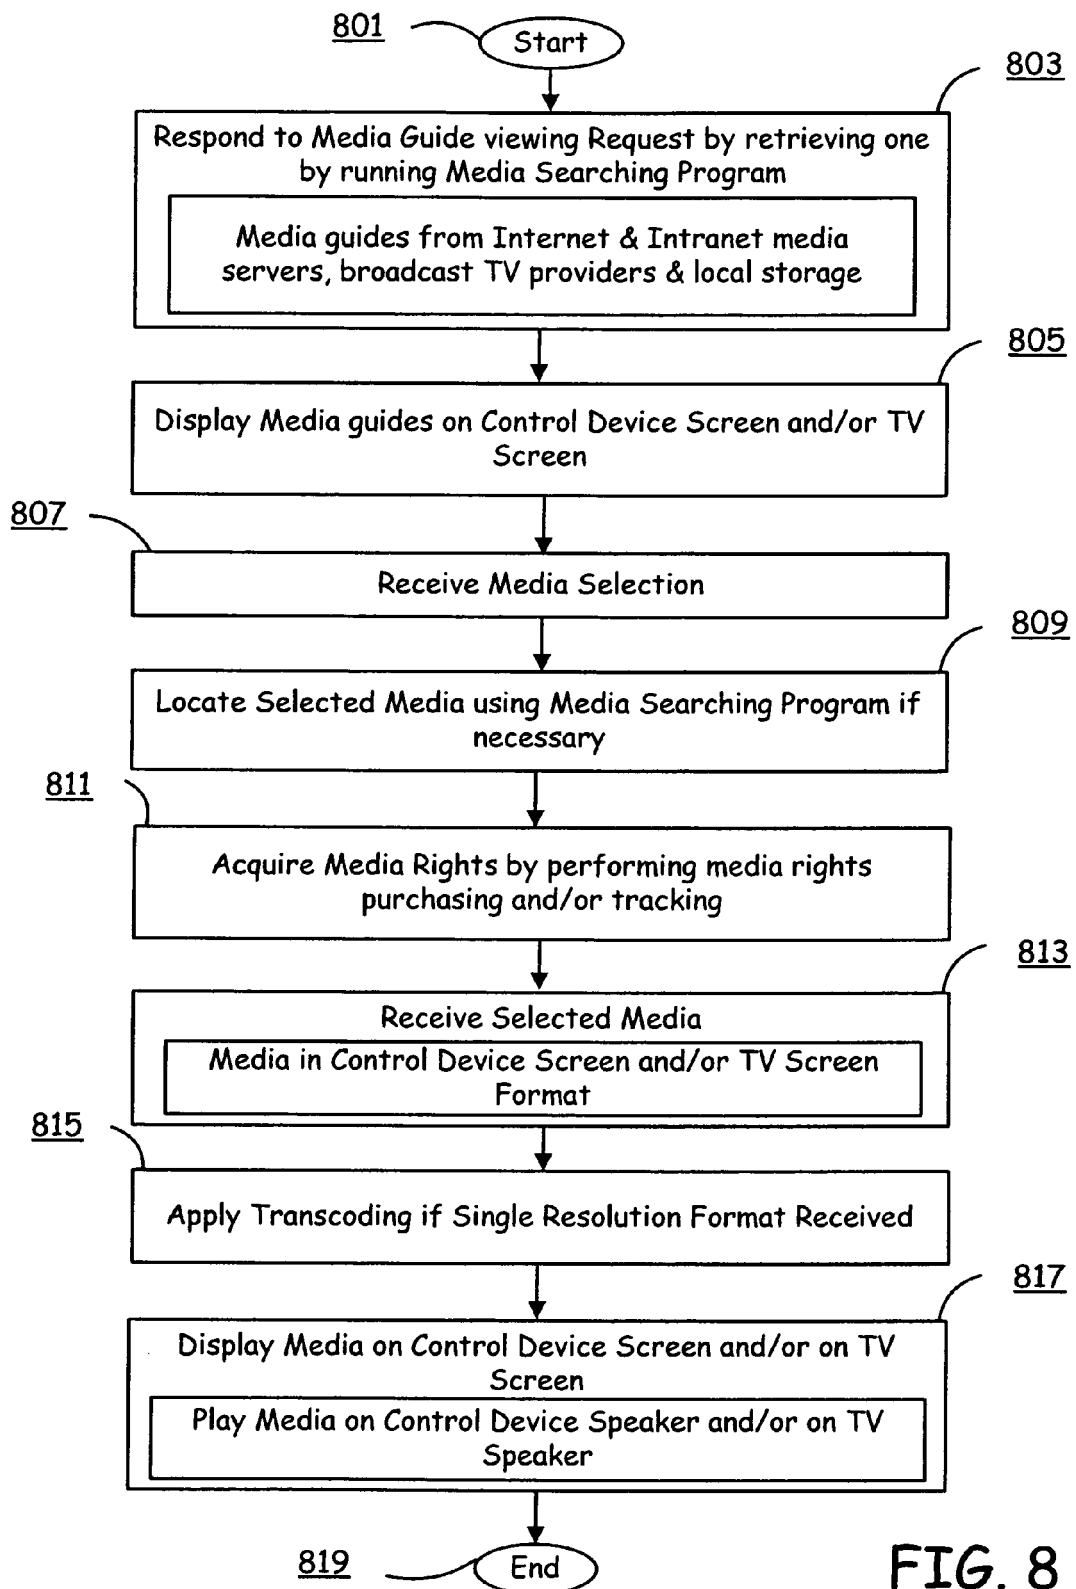 801
Start
803
Respond to Media Guide viewing Request by retrieving one
by running Media Searching Program
Media guides from Internet & Intranet media
servers, broadcast TV providers & local storage
805
Display Media guides on Control Device Screen and/or TV
Screen
807
Receive Media Selection
809
Locate Selected Media using Media Searching Program if
necessary
811
Acquire Media Rights by performing media rights
purchasing and/or tracking
813
Receive Selected Media
Media in Control Device Screen and/or TV Screen
Format
815
Apply Transcoding if Single Resolution Format Received
817
Display Media on Control Device Screen and/or on TV
Screen
Play Media on Control Device Speaker and/or on TV
Speaker
819
End
FIG. 8